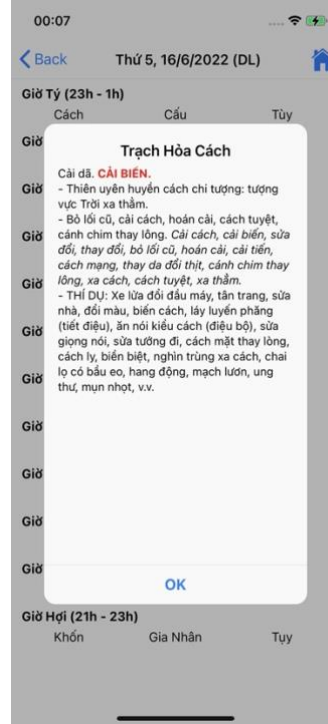 00:07
Back
Thứ 5, 16/6/2022 (DL)
Giờ Tý (23h - 1h)
Cách Cấu Tùy
Giờ
Trạch Hỏa Cách
Giờ
Cải dã. CẢI BIẾN.
- Thiên uyên huyền cách chi tượng: tượng
vực Trời xa thẳm.
Giờ
- Bỏ lối cũ, cải cách, hoán cải, cách tuyệt,
cánh chim thay lông. Cải cách, cải biến, sửa
đổi, thay đổi, bỏ lối cũ, hoán cải, cải tiến,
Giờ
cách mạng, thay da đổi thịt, cánh chim thay
lông, xa cách, cách tuyệt, xa thẳm.
- THÍ DỤ: Xe lửa đổi đầu máy, tân trang, sửa
Giờ
nhà, đổi màu, biến cách, láy luyến phăng
(tiết điệu), ăn nói kiểu cách (điệu bộ), sửa
giọng nói, sửa tướng đi, cách mặt thay lòng,
Giờ
cách ly, biền biệt, nghìn trùng xa cách, chai
lọ có bầu eo, hang động, mạch lươn, ung
thư, mụn nhọt, v.v.
Giờ
Giờ
Giờ
Giờ
OK
Giờ Hợi (21h - 23h)
Khốn Gia Nhân Tụy